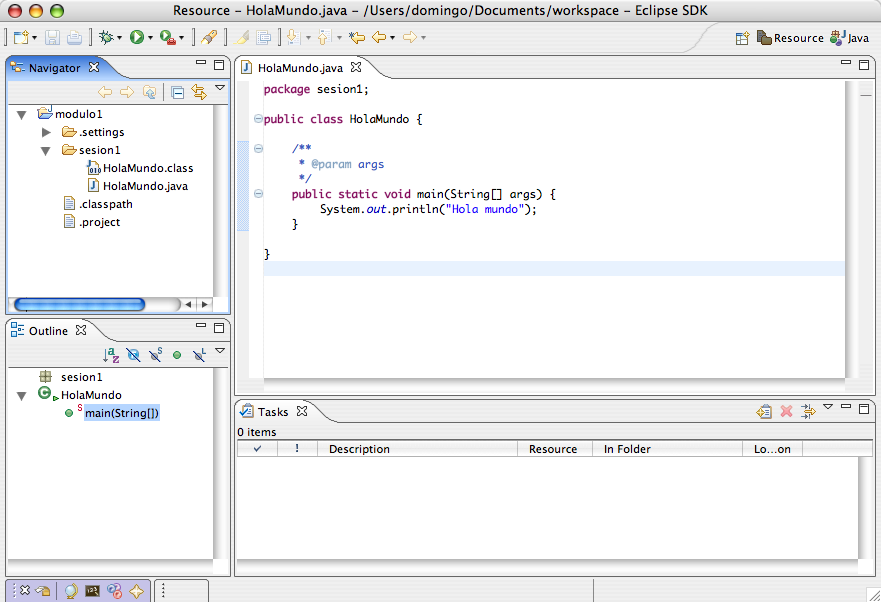 Resource – HolaMundo.java – /Users/domingo/Documents/workspace – Eclipse SDK
Resource Java
Navigator
modulo1
.settings
sesion1
HolaMundo.class
HolaMundo.java
.classpath
.project
Outline
sesion1
HolaMundo
main(String[])
HolaMundo.java
package sesion1;
public class HolaMundo {
/**
* @param args
*/
public static void main(String[] args) {
System.out.println("Hola mundo");
}
}
Tasks
0 items
! Description Resource In Folder Lo...on